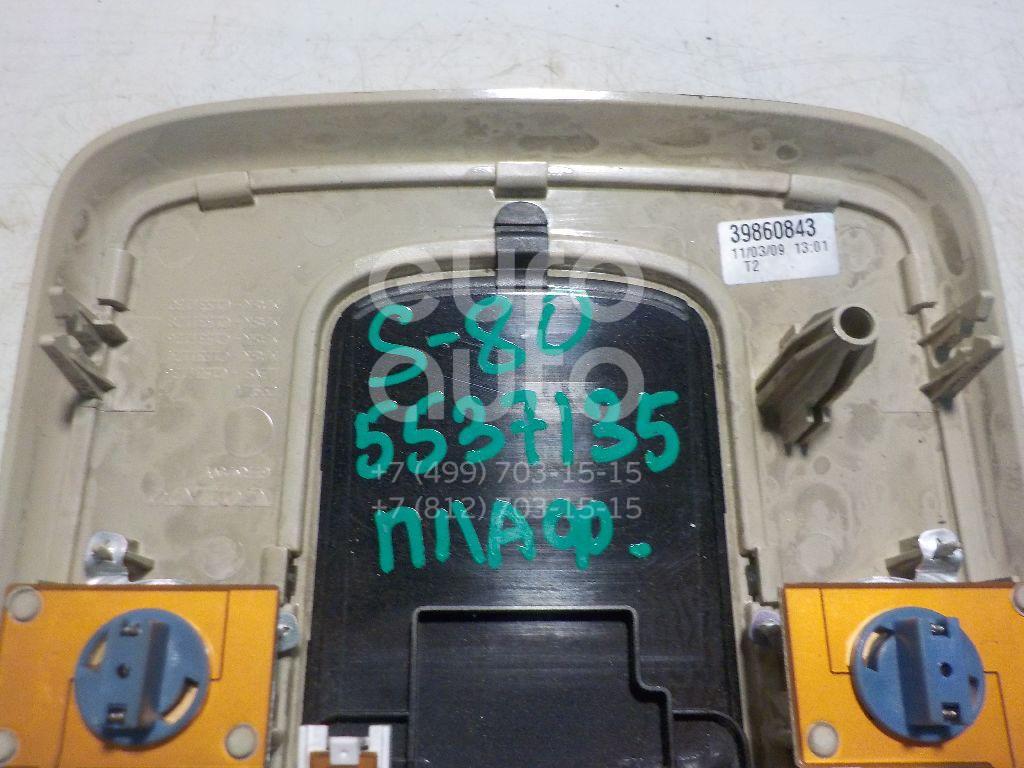 39860843
11/03/09 13:01
T2
euro
auto
S-80
5537135
+7 (499) 703-15-15
+7 (812) 703-15-15
ПЛАФ.